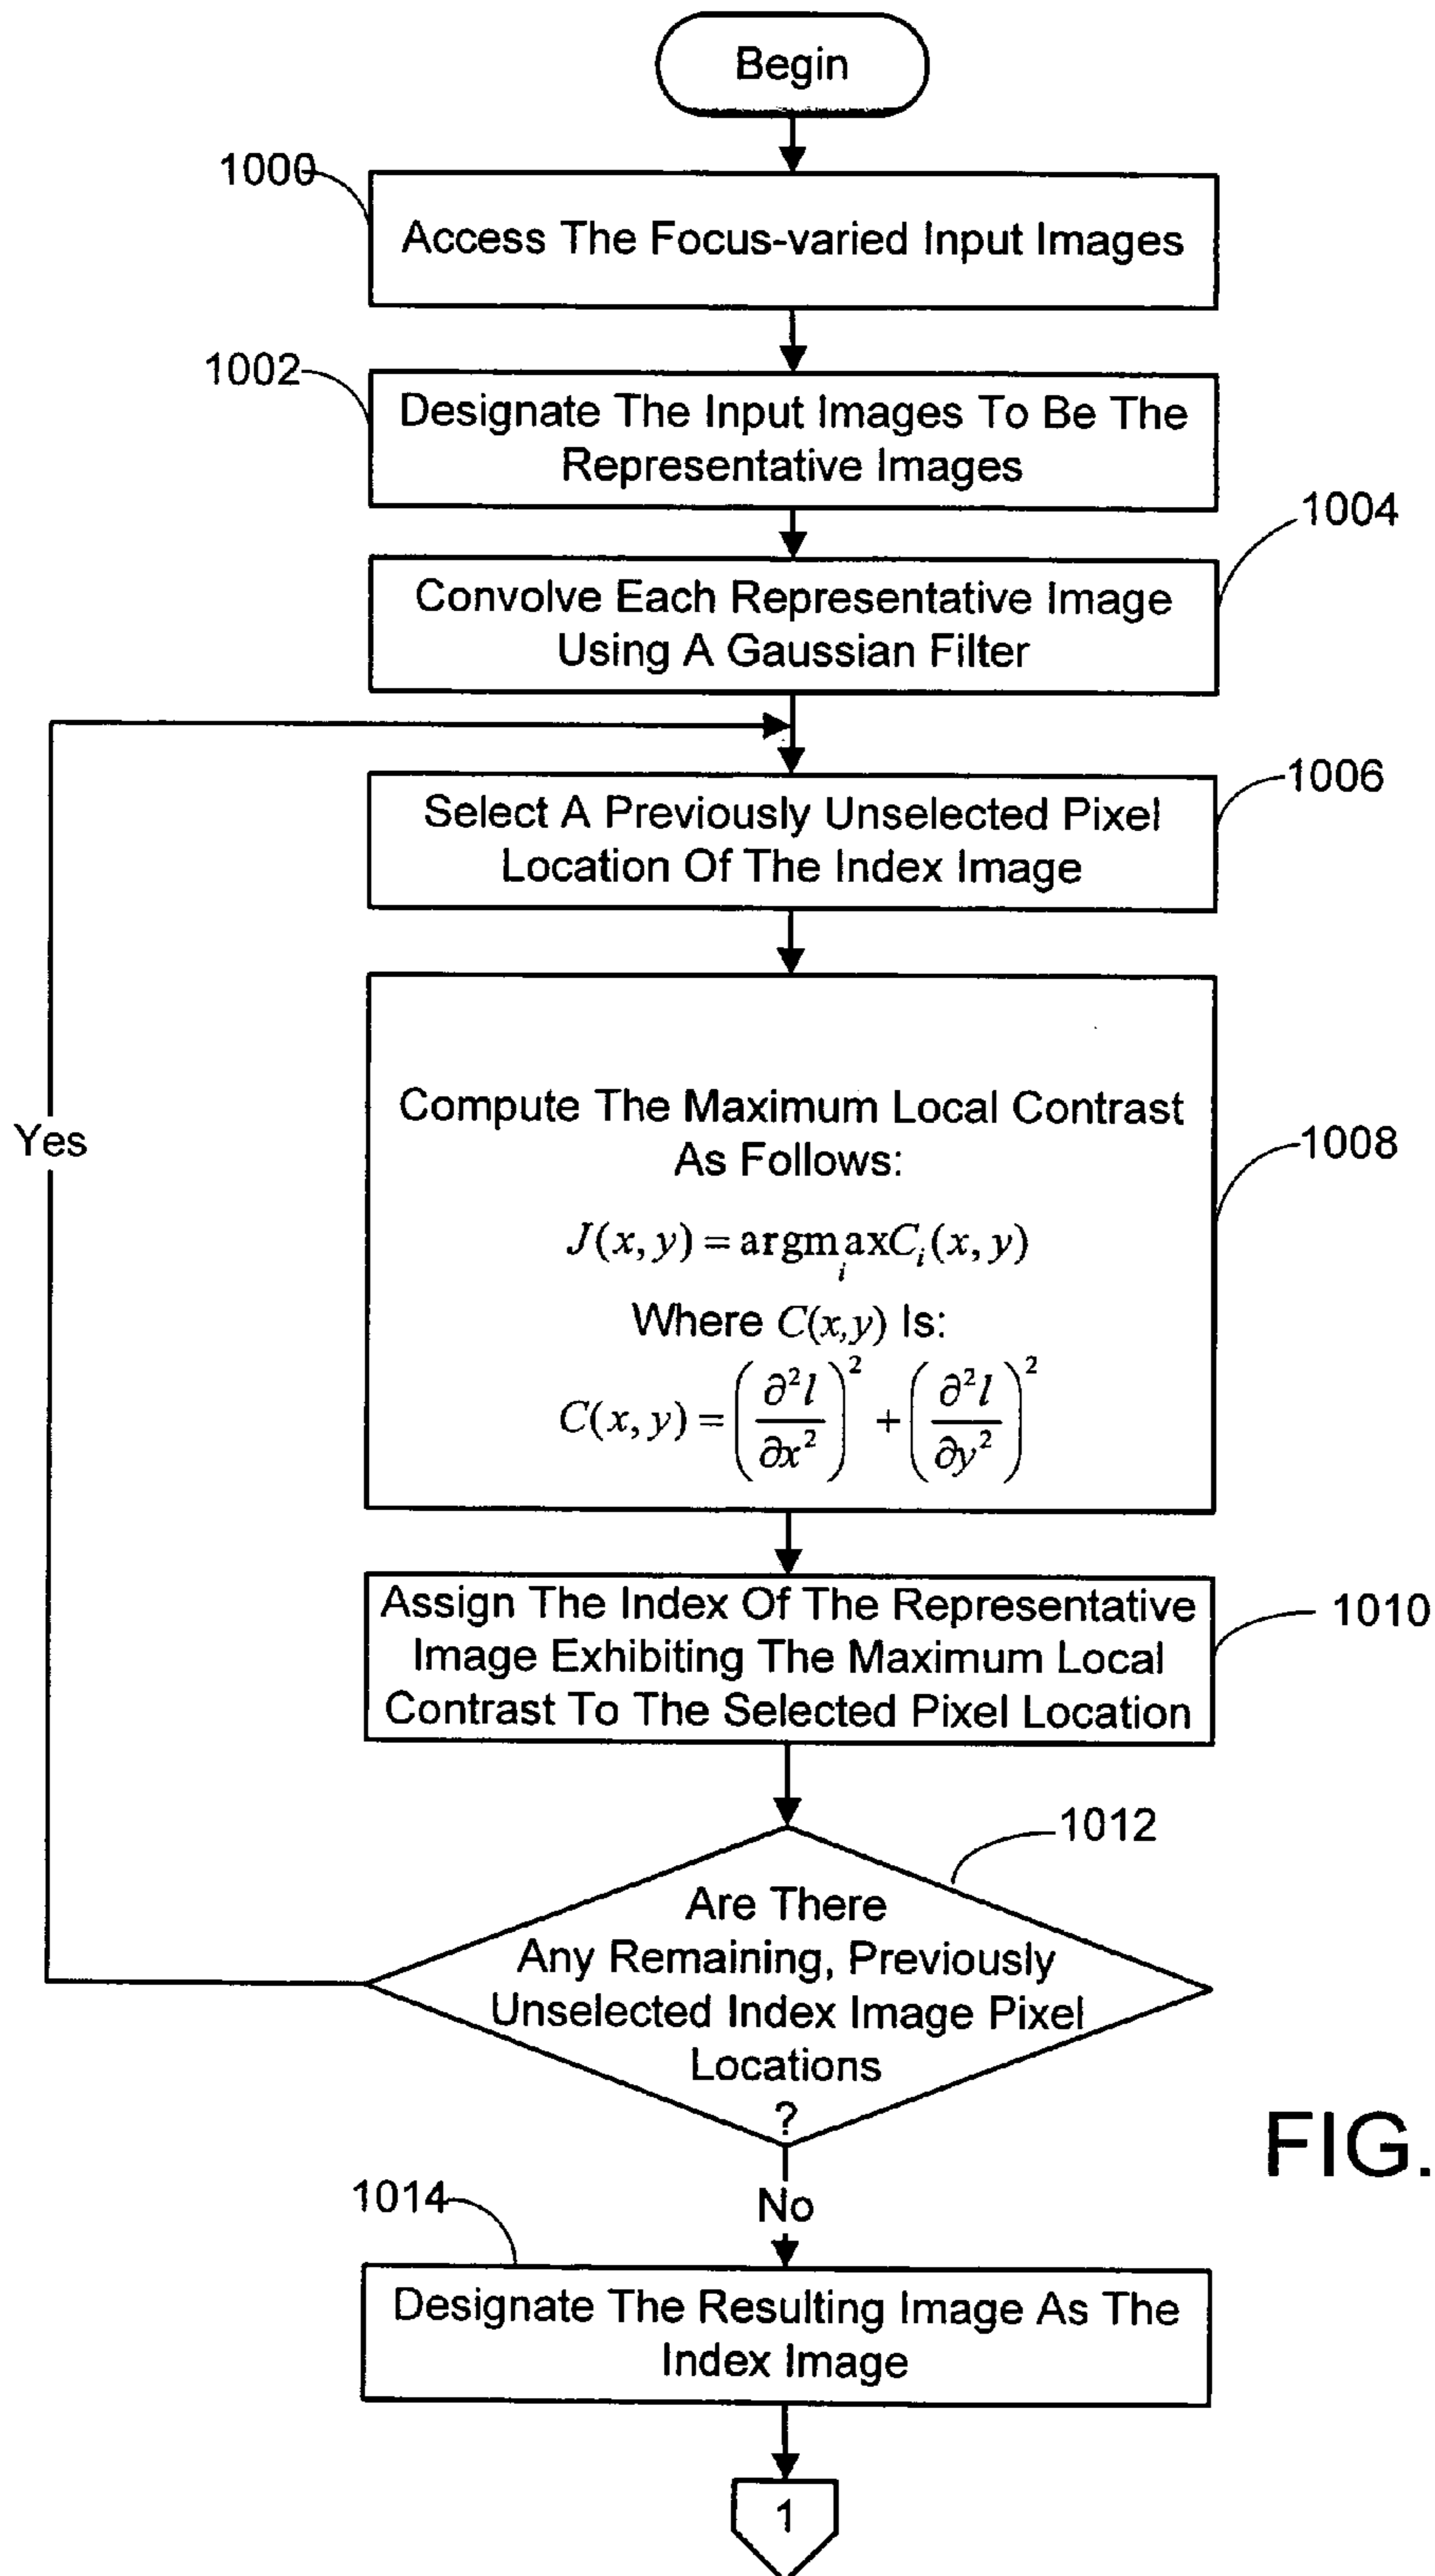 Begin
1000
Access The Focus-varied Input Images
1002
Designate The Input Images To Be The
Representative Images
1004
Convolve Each Representative Image
Using A Gaussian Filter
1006
Select A Previously Unselected Pixel
Location Of The Index Image
Yes
1008
Compute The Maximum Local Contrast
As Follows:
J(x, y) = argmax_i C_i(x, y)
Where C(x,y) Is:
C(x, y) = (∂²l/∂x²)² + (∂²l/∂y²)²
1010
Assign The Index Of The Representative
Image Exhibiting The Maximum Local
Contrast To The Selected Pixel Location
1012
Are There
Any Remaining, Previously
Unselected Index Image Pixel
Locations
?
FIG.
No
1014
Designate The Resulting Image As The
Index Image
1